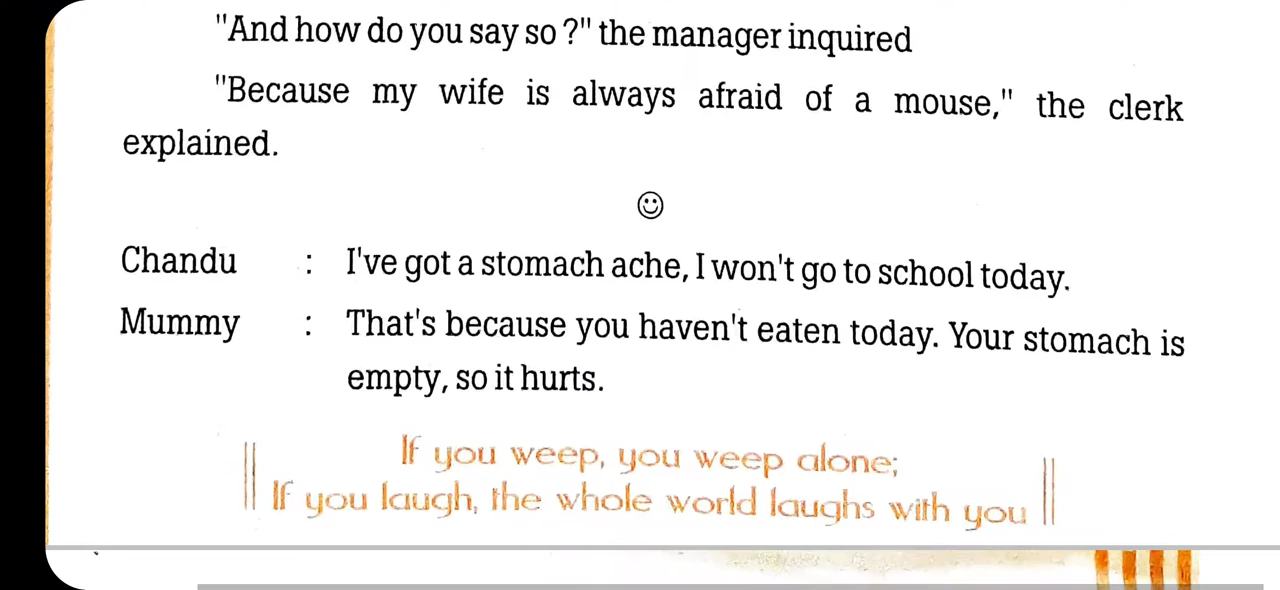 "And how do you say so ?" the manager inquired
"Because my wife is always afraid of a mouse," the clerk
explained.
Chandu : I've got a stomach ache, I won't go to school today.
Mummy : That's because you haven't eaten today. Your stomach is
empty, so it hurts.
If you weep, you weep alone;
If you laugh, the whole world laughs with you